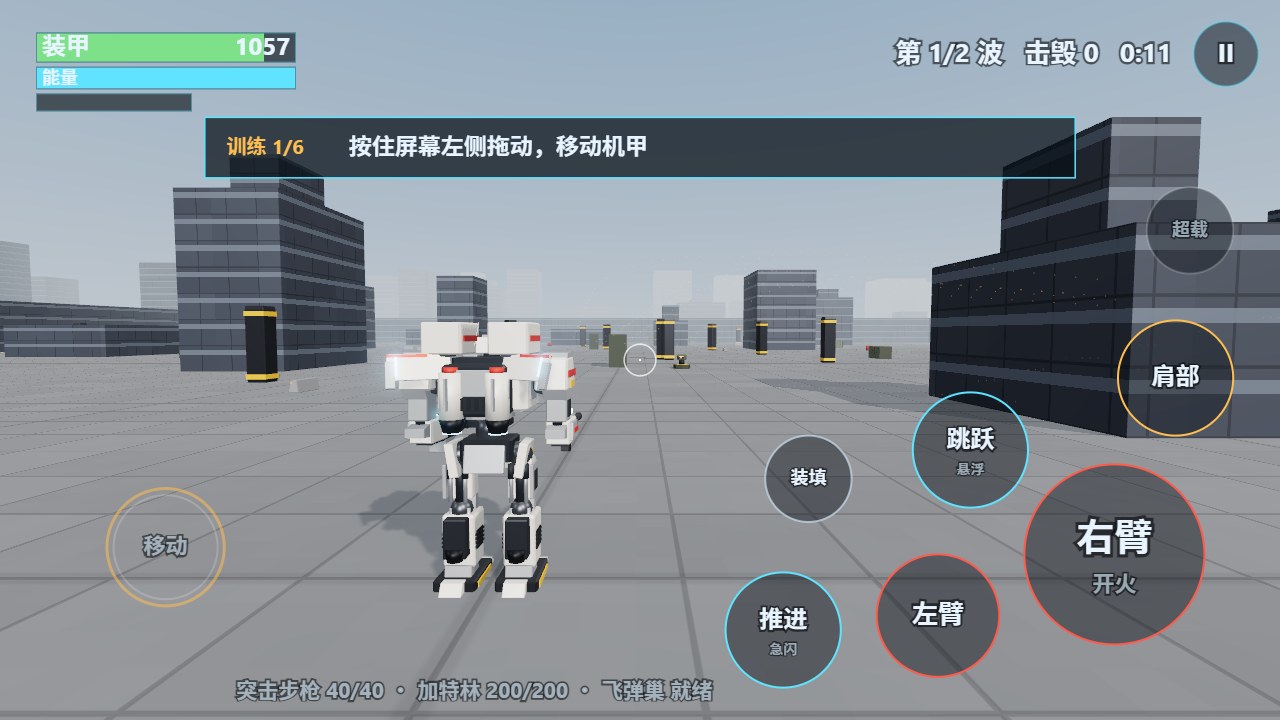 装甲 1057
能量
第 1/2 波 击毁 0 0:11
训练 1/6 按住屏幕左侧拖动，移动机甲
超载
肩部
跳跃
悬浮
装填
右臂
开火
移动
推进
急闪
左臂
突击步枪 40/40 • 加特林 200/200 • 飞弹巢 就绪